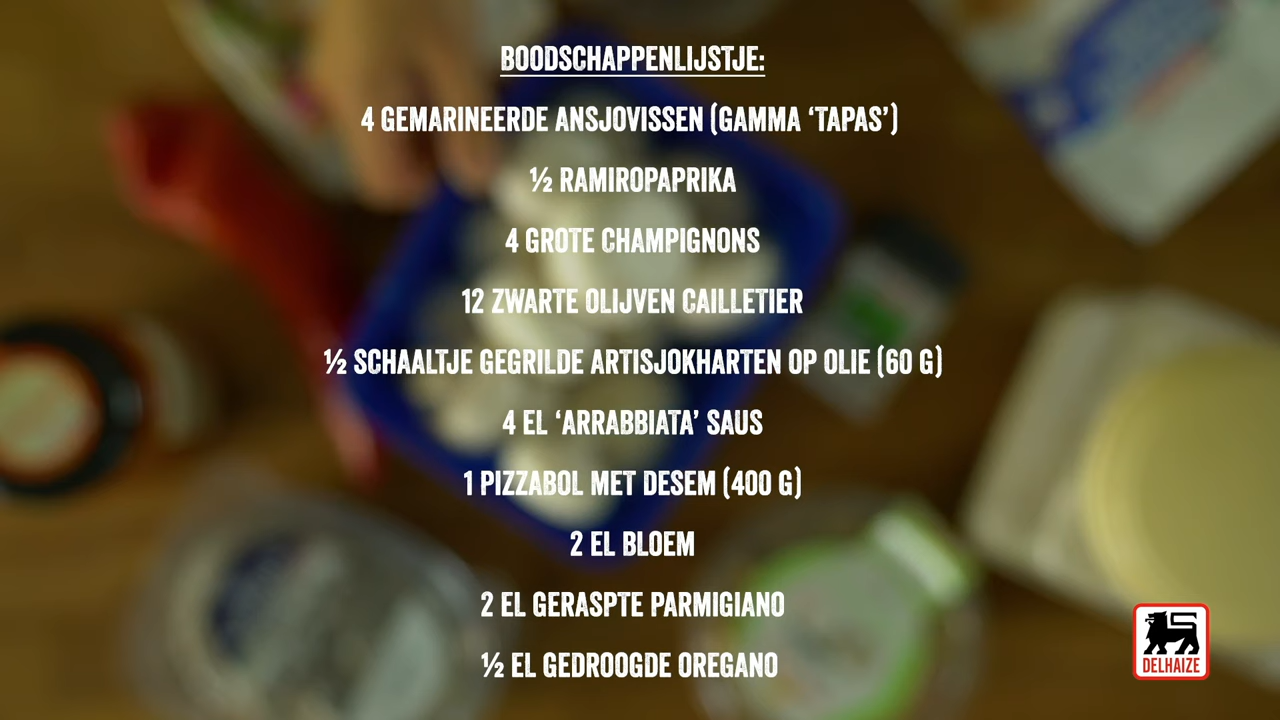 BOODSCHAPPENLIJSTJE:
4 GEMARINEERDE ANSJOVISSEN (GAMMA ‘TAPAS’)
½ RAMIROPAPRIKA
4 GROTE CHAMPIGNONS
12 ZWARTE OLIJVEN CAILLETIER
½ SCHAALTJE GEGRILDE ARTISJOKHARTEN OP OLIE (60 G)
4 EL ‘ARRABBIATA’ SAUS
1 PIZZABOL MET DESEM (400 G)
2 EL BLOEM
2 EL GERASPTE PARMIGIANO
½ EL GEDROOGDE OREGANO
DELHAIZE